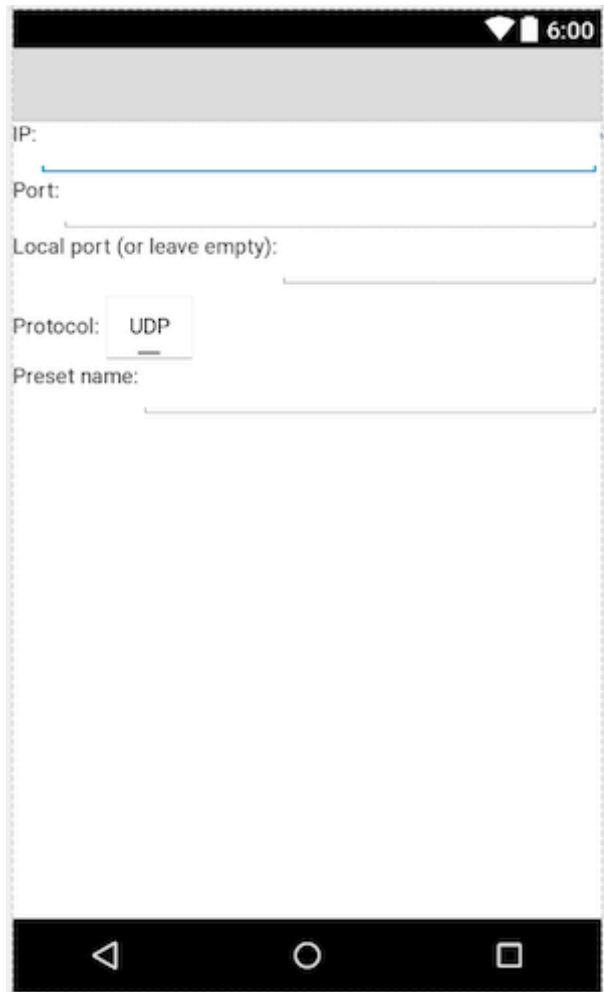 6:00
IP:
Port:
Local port (or leave empty):
Protocol: UDP
Preset name: